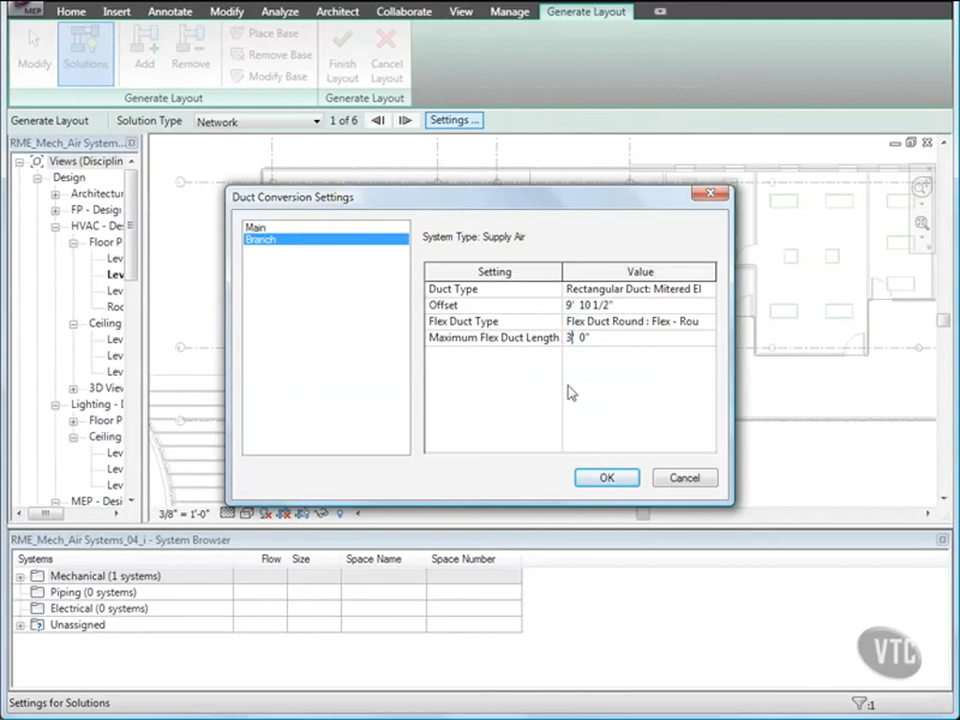 MEP Home Insert Annotate Modify Analyze Architect Collaborate View Manage Generate Layout
Modify Solutions Add Remove Place Base Remove Base Modify Base Finish Layout Cancel Layout
Generate Layout Generate Layout
Generate Layout Solution Type Network 1 of 6 Settings ...
RME_Mech_Air System...
Views (Disciplin
Design
Architectur
FP - Design
HVAC - De
Floor P
Lev
Lev
Lev
Roo
Ceiling
Lev
Lev
Lev
3D View
Lighting - D
Floor P
Ceiling
Lev
Lev
Lev
MEP - Desi
Duct Conversion Settings
Main
Branch
System Type: Supply Air
Setting Value
Duct Type Rectangular Duct: Mitered El
Offset 9' 10 1/2"
Flex Duct Type Flex Duct Round : Flex - Rou
Maximum Flex Duct Length 3 0"
OK Cancel
3/8" = 1'-0"
RME_Mech_Air Systems_04_i - System Browser
Systems Flow Size Space Name Space Number
Mechanical (1 systems)
Piping (0 systems)
Electrical (0 systems)
Unassigned
VTC
Settings for Solutions :1